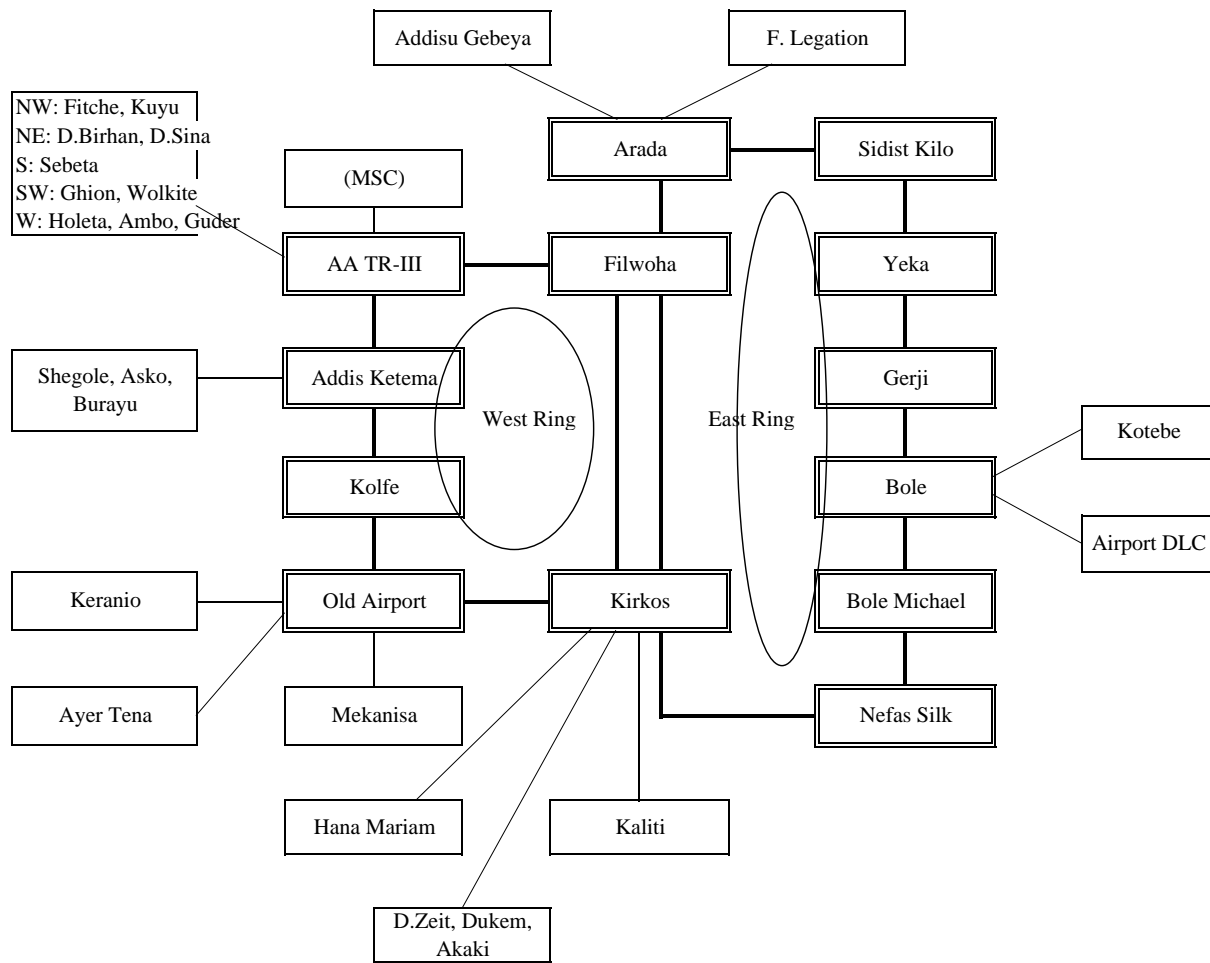 Addisu Gebeya
F. Legation
NW: Fitche, Kuyu
NE: D.Birhan, D.Sina
S: Sebeta
SW: Ghion, Wolkite
W: Holeta, Ambo, Guder
(MSC)
Arada
Sidist Kilo
AA TR-III
Filwoha
Yeka
Shegole, Asko,
Burayu
Addis Ketema
Gerji
West Ring
East Ring
Kotebe
Kolfe
Bole
Airport DLC
Keranio
Old Airport
Kirkos
Bole Michael
Ayer Tena
Mekanisa
Nefas Silk
Hana Mariam
Kaliti
D.Zeit, Dukem,
Akaki